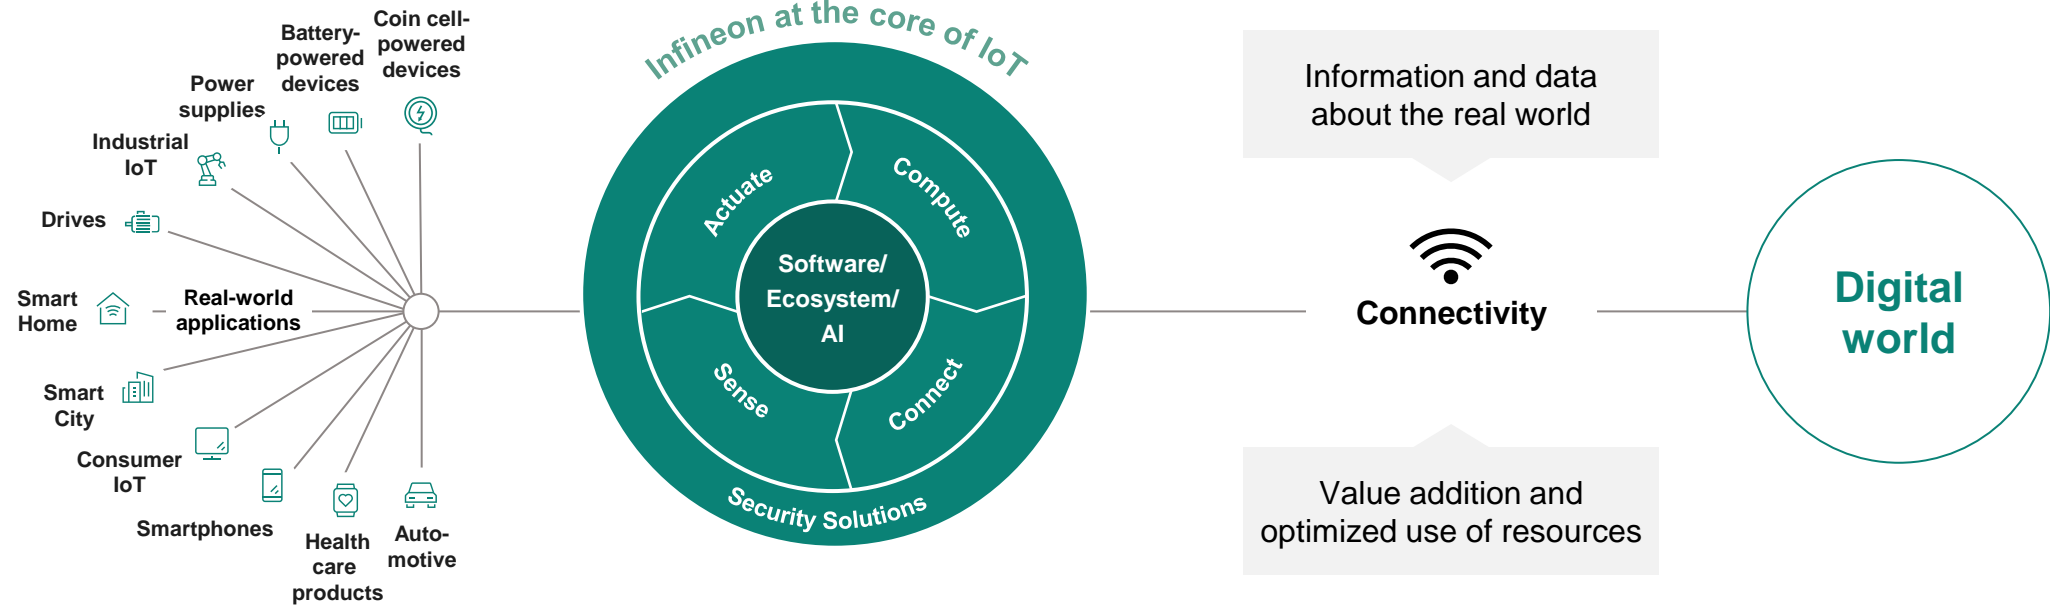 Coin cell-
powered
devices
Battery-
powered
devices
Power
supplies
Industrial
IoT
Drives
Smart
Home
Real-world
applications
Smart
City
Consumer
IoT
Smartphones
Health
care
products
Auto-
motive
Infineon at the core of IoT
Actuate
Compute
Software/
Ecosystem/
AI
Sense
Connect
Security Solutions
Information and data
about the real world
Connectivity
Value addition and
optimized use of resources
Digital
world